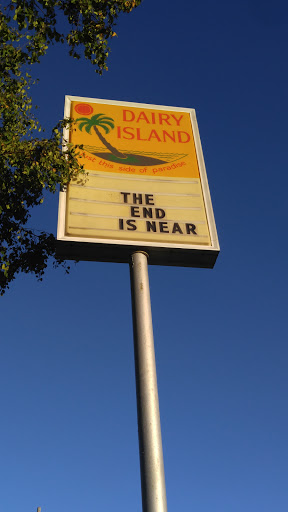 DAIRY
ISLAND
Just this side of paradise
THE
END
IS NEAR